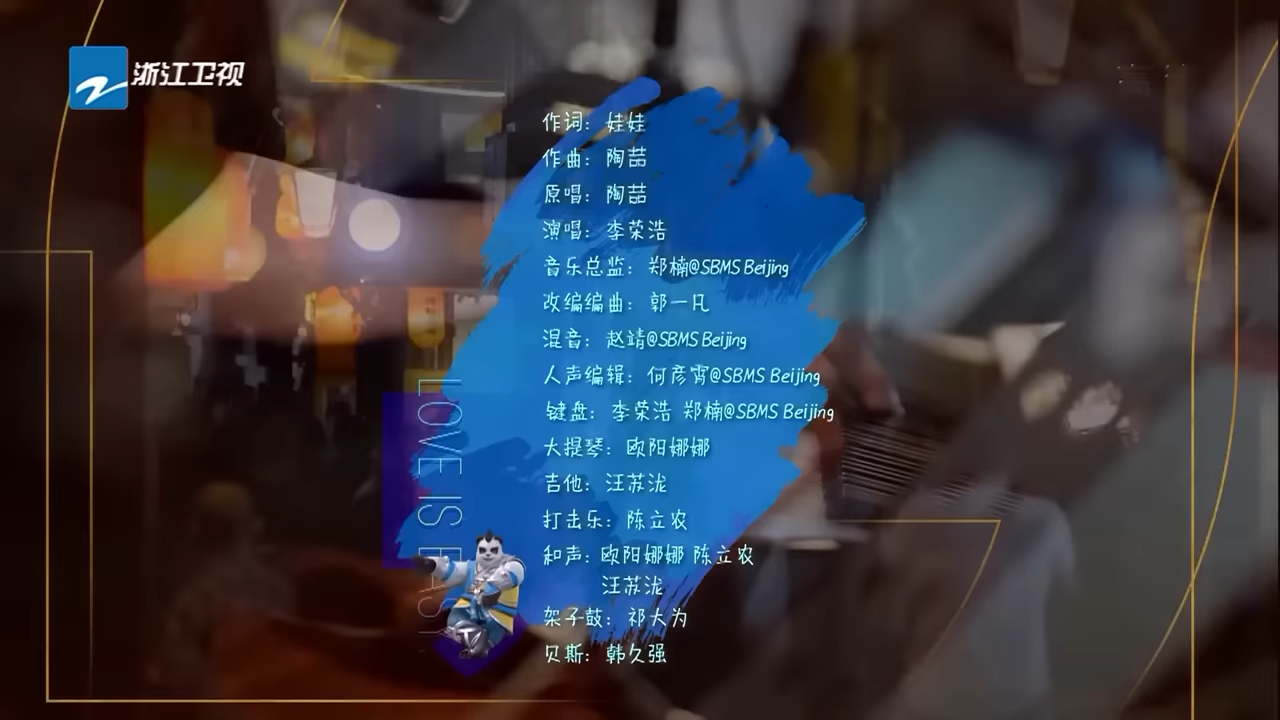 浙江卫视
作词：娃娃
作曲：陶喆
原唱：陶喆
演唱：李荣浩
音乐总监：郑楠@SBMS Beijing
改编编曲：郭一凡
混音：赵靖@SBMS Beijing
人声编辑：何彦霄@SBMS Beijing
键盘：李荣浩 郑楠@SBMS Beijing
大提琴：欧阳娜娜
吉他：汪苏泷
打击乐：陈立农
和声：欧阳娜娜 陈立农
汪苏泷
架子鼓：祁大为
贝斯：韩久强
LOVE IS EASY